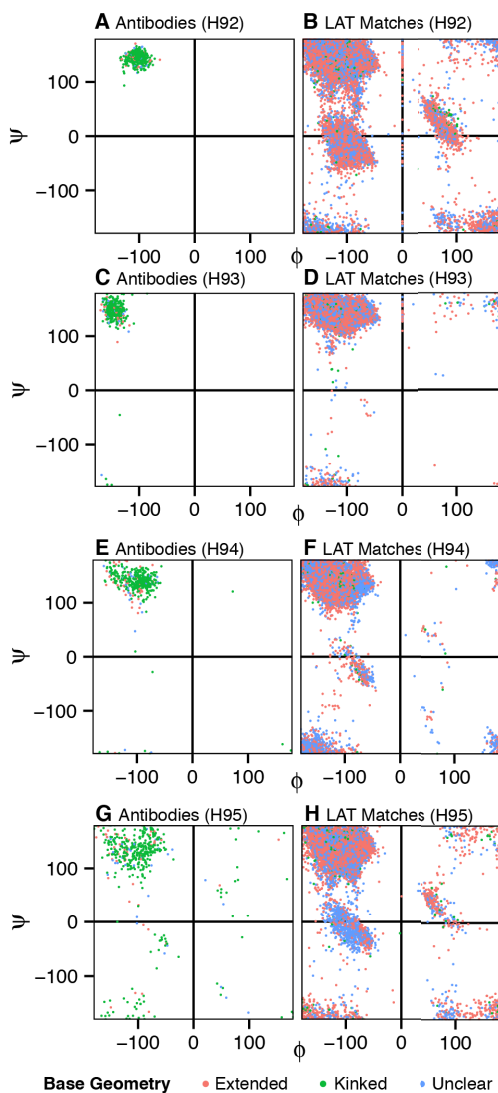 A Antibodies (H92) B LAT Matches (H92)
100
0
−100
ψ
−100 0 100 ϕ −100 0 100
C Antibodies (H93) D LAT Matches (H93)
100
0
−100
ψ
−100 0 100 ϕ −100 0 100
E Antibodies (H94) F LAT Matches (H94)
100
0
−100
ψ
−100 0 100 ϕ −100 0 100
G Antibodies (H95) H LAT Matches (H95)
100
0
−100
ψ
−100 0 100 ϕ −100 0 100
Base Geometry Extended Kinked Unclear